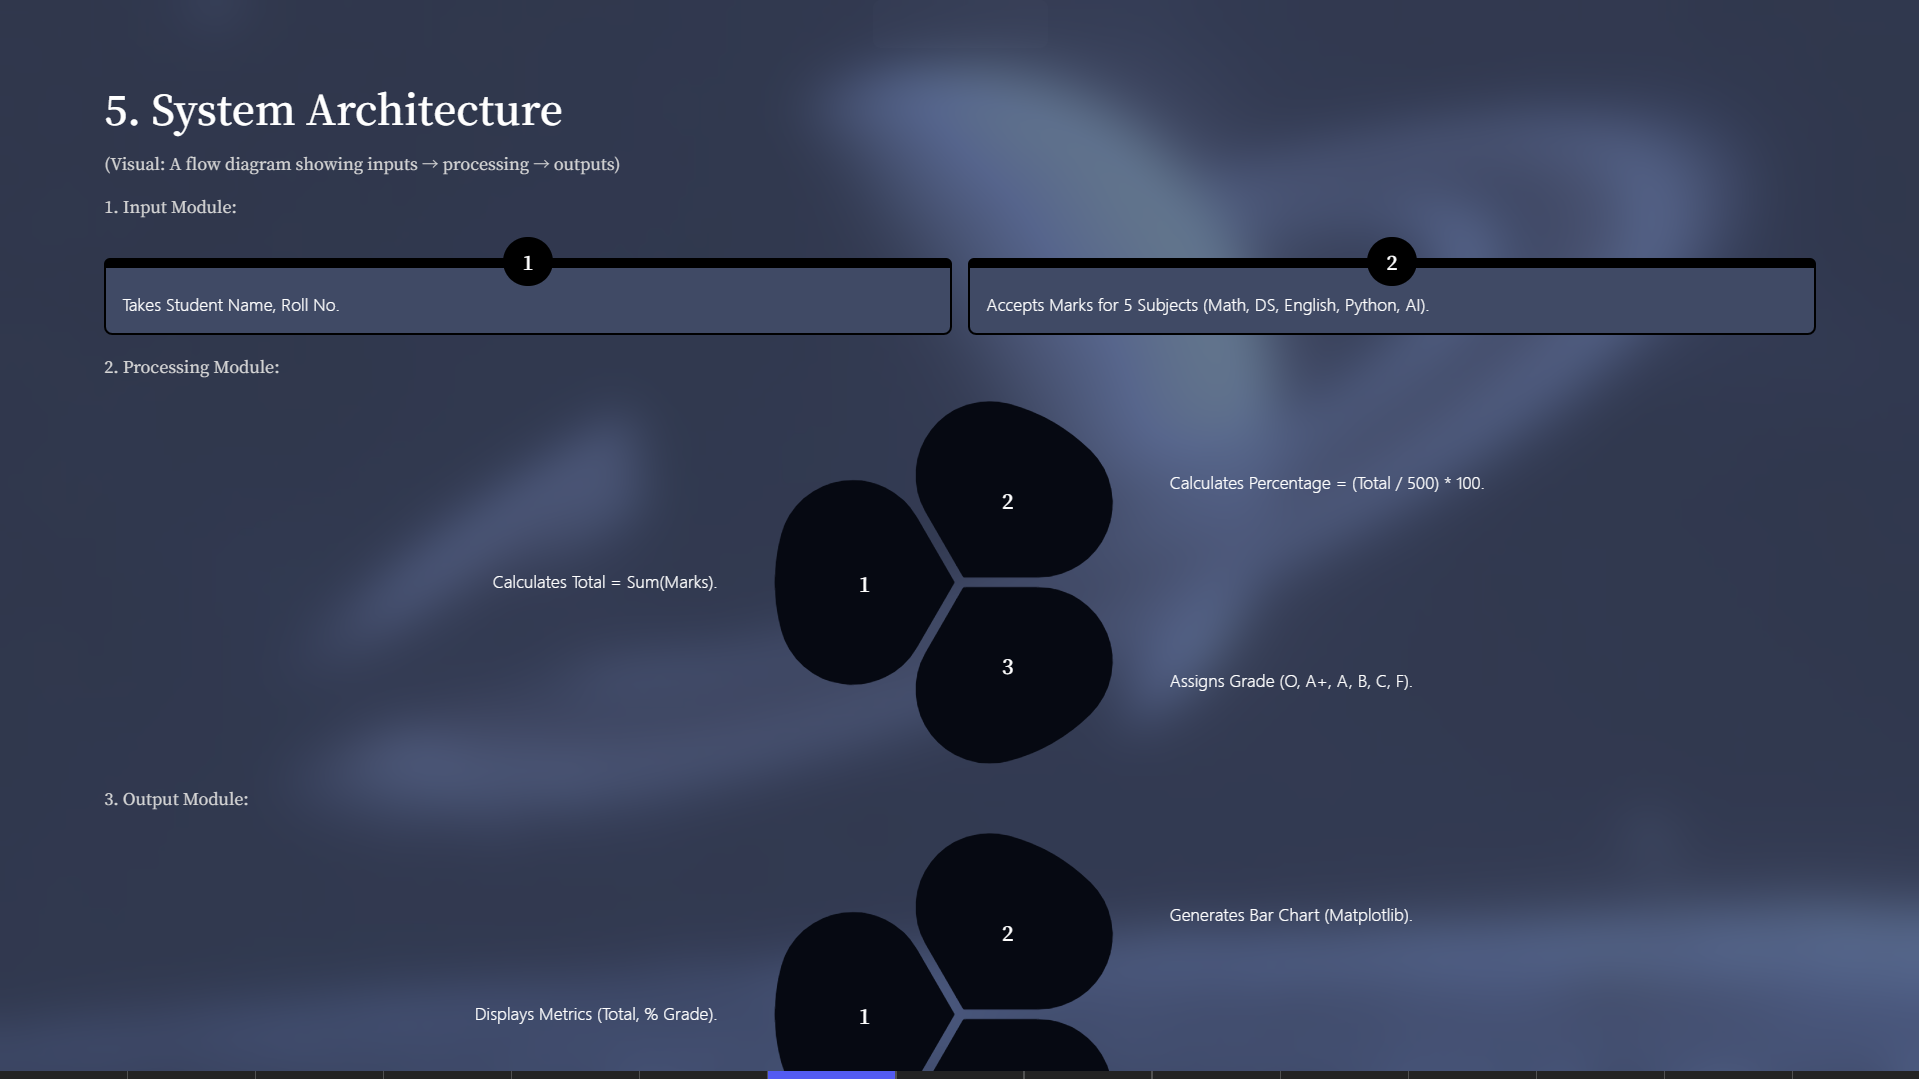 5. System Architecture
(Visual: A flow diagram showing inputs → processing → outputs)
1. Input Module:
1
Takes Student Name, Roll No.
2
Accepts Marks for 5 Subjects (Math, DS, English, Python, AI).
2. Processing Module:
1
Calculates Total = Sum(Marks).
2
Calculates Percentage = (Total / 500) * 100.
3
Assigns Grade (O, A+, A, B, C, F).
3. Output Module:
1
Displays Metrics (Total, % Grade).
2
Generates Bar Chart (Matplotlib).